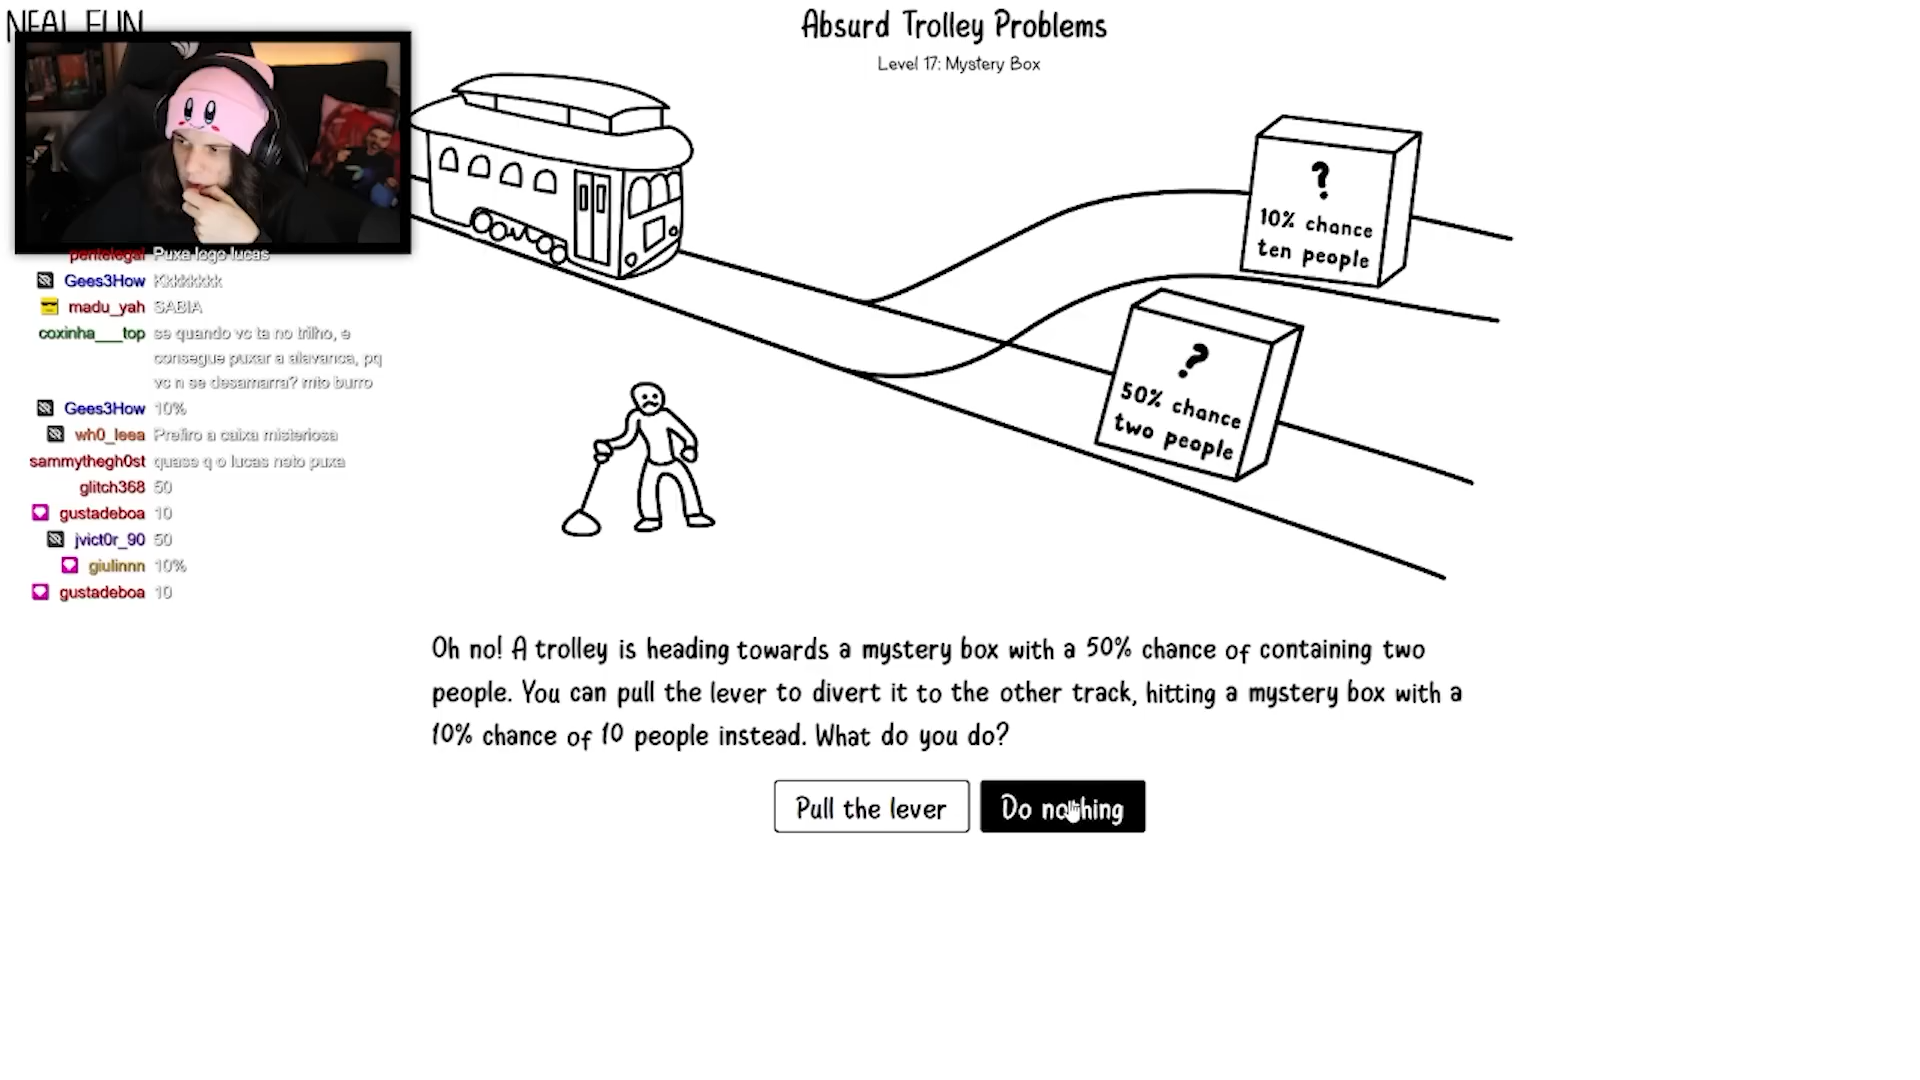 NEAL.FUN
Absurd Trolley Problems
Level 17: Mystery Box
?
10% chance
ten people
?
50% chance
two people
pentelegal Puxa logo lucas
Gees3How Kkkkkkkk
madu_yah SABIA
coxinha___top se quando vc ta no trilho, e
consegue puxar a alavanca, pq
vc n se desamarra? mto burro
Gees3How 10%
wh0_leea Prefiro a caixa misteriosa
sammythegh0st quase q o lucas neto puxa
glitch368 50
gustadeboa 10
jvict0r_90 50
giulinnn 10%
gustadeboa 10
Oh no! A trolley is heading towards a mystery box with a 50% chance of containing two
people. You can pull the lever to divert it to the other track, hitting a mystery box with a
10% chance of 10 people instead. What do you do?
Pull the lever
Do nothing